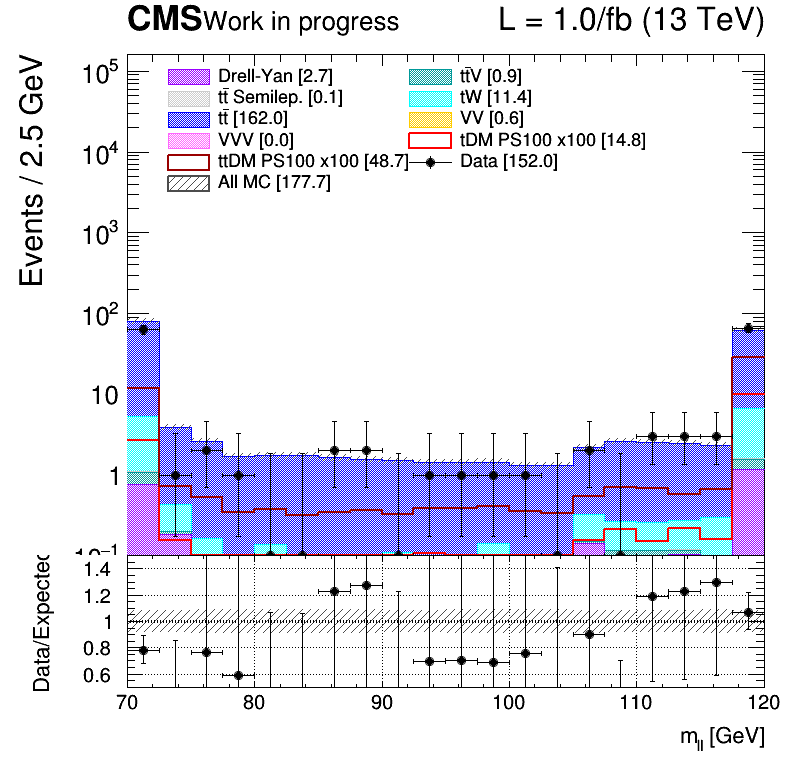 CMS Work in progress L = 1.0/fb (13 TeV)
Events / 2.5 GeV
10⁵
10⁴
10³
10²
10
1
10⁻¹
Drell-Yan [2.7]
tt̄ Semilep. [0.1]
tt̄ [162.0]
VVV [0.0]
ttDM PS100 x100 [48.7]
All MC [177.7]
tt̄V [0.9]
tW [11.4]
VV [0.6]
tDM PS100 x100 [14.8]
Data [152.0]
Data/Expected
1.4
1.2
1
0.8
0.6
70 80 90 100 110 120
m_ll [GeV]